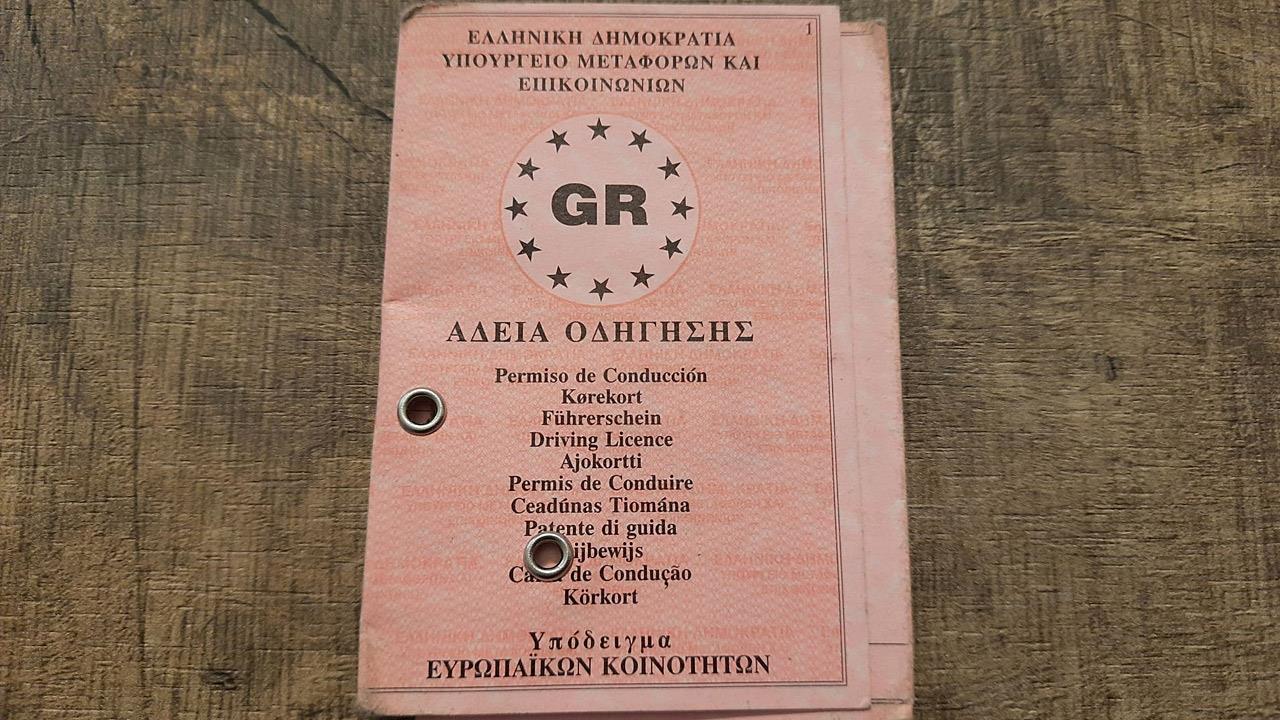 1
ΕΛΛΗΝΙΚΗ ΔΗΜΟΚΡΑΤΙΑ
ΥΠΟΥΡΓΕΙΟ ΜΕΤΑΦΟΡΩΝ ΚΑΙ
ΕΠΙΚΟΙΝΩΝΙΩΝ
GR
ΑΔΕΙΑ ΟΔΗΓΗΣΗΣ
Permiso de Conducción
Kørekort
Führerschein
Driving Licence
Ajokortti
Permis de Conduire
Ceadúnas Tiomána
Patente di guida
ijbewijs
de Condução
Körkort
Υπόδειγμα
ΕΥΡΩΠΑΪΚΩΝ ΚΟΙΝΟΤΗΤΩΝ